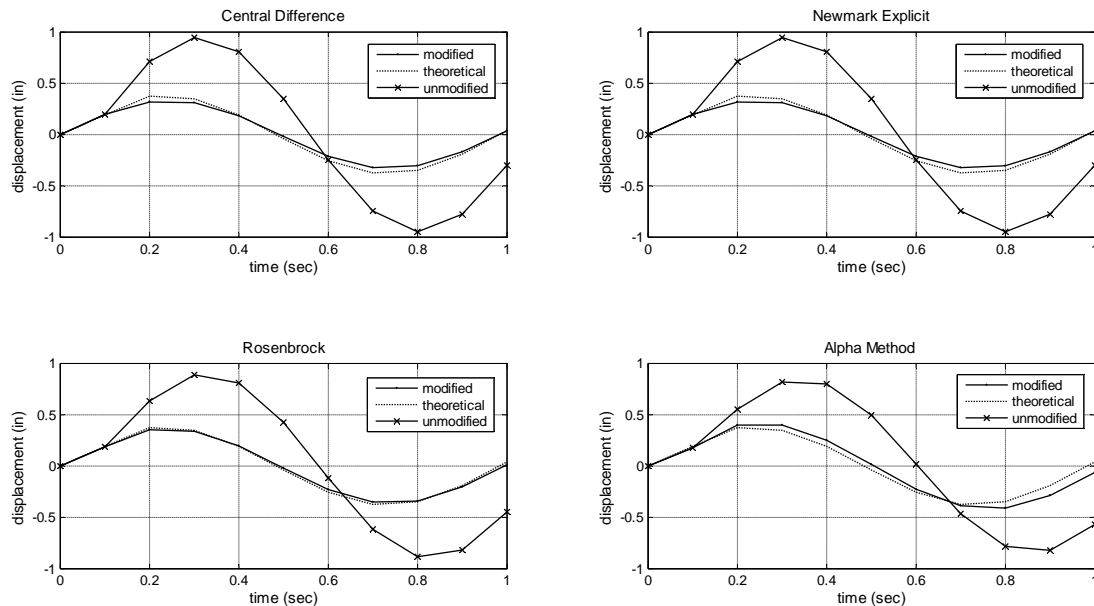 Central Difference
1
0.5
0
-0.5
-1
displacement (in)
0
0.2
0.4
0.6
0.8
1
time (sec)
modified
theoretical
unmodified
Newmark Explicit
1
0.5
0
-0.5
-1
displacement (in)
0
0.2
0.4
0.6
0.8
1
time (sec)
modified
theoretical
unmodified
Rosenbrock
1
0.5
0
-0.5
-1
displacement (in)
0
0.2
0.4
0.6
0.8
1
time (sec)
modified
theoretical
unmodified
Alpha Method
1
0.5
0
-0.5
-1
displacement (in)
0
0.2
0.4
0.6
0.8
1
time (sec)
modified
theoretical
unmodified